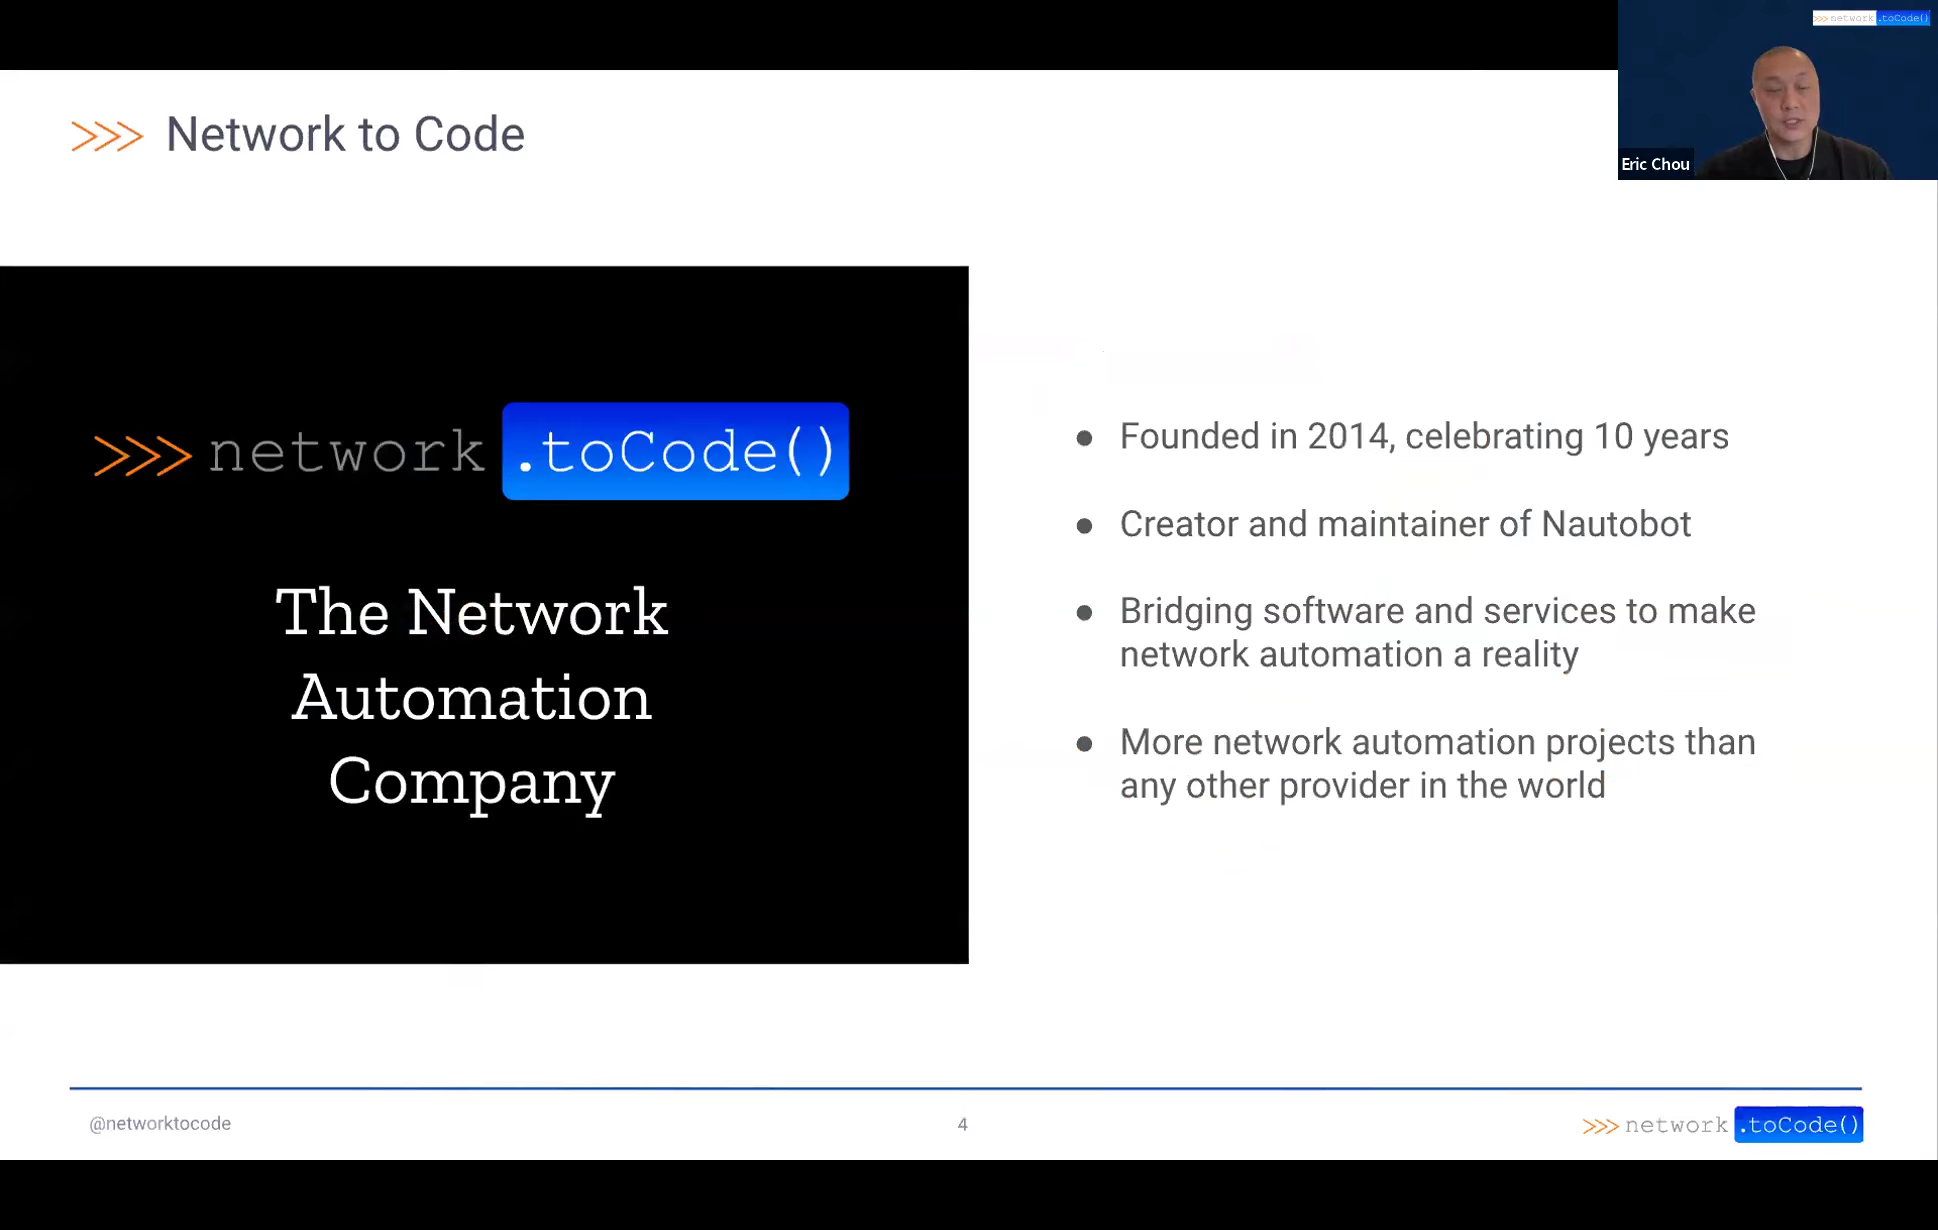 >>> network .toCode()
Eric Chou
>>> Network to Code
>>> network .toCode()
The Network
Automation
Company
● Founded in 2014, celebrating 10 years
● Creator and maintainer of Nautobot
● Bridging software and services to make
network automation a reality
● More network automation projects than
any other provider in the world
@networktocode
4
>>> network .toCode()